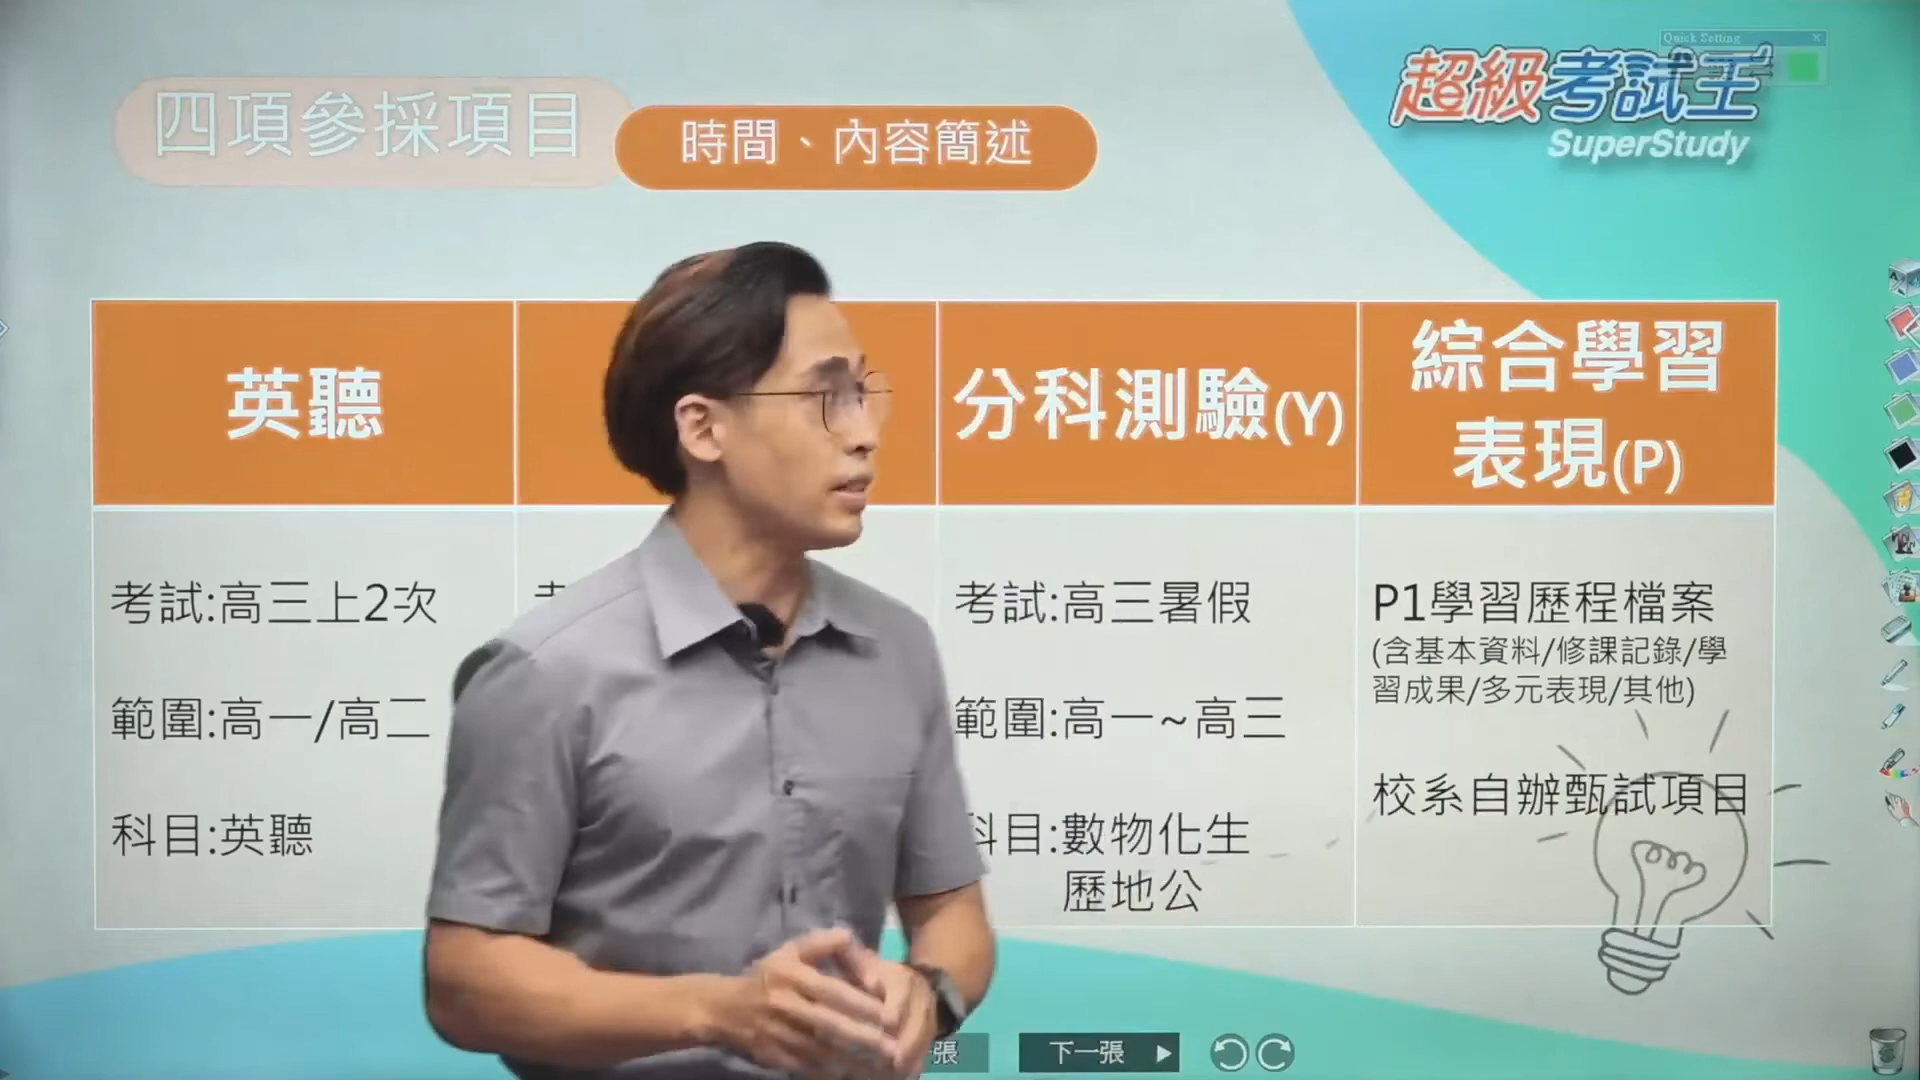 四項參採項目
時間、內容簡述
超級考試王
SuperStudy
Quick Setting
英聽
分科測驗(Y)
綜合學習
表現(P)
考試:高三上2次
範圍:高一/高二
科目:英聽
考試:高三暑假
範圍:高一~高三
科目:數物化生
歷地公
P1學習歷程檔案
(含基本資料/修課記錄/學
習成果/多元表現/其他)
校系自辦甄試項目
張
下一張